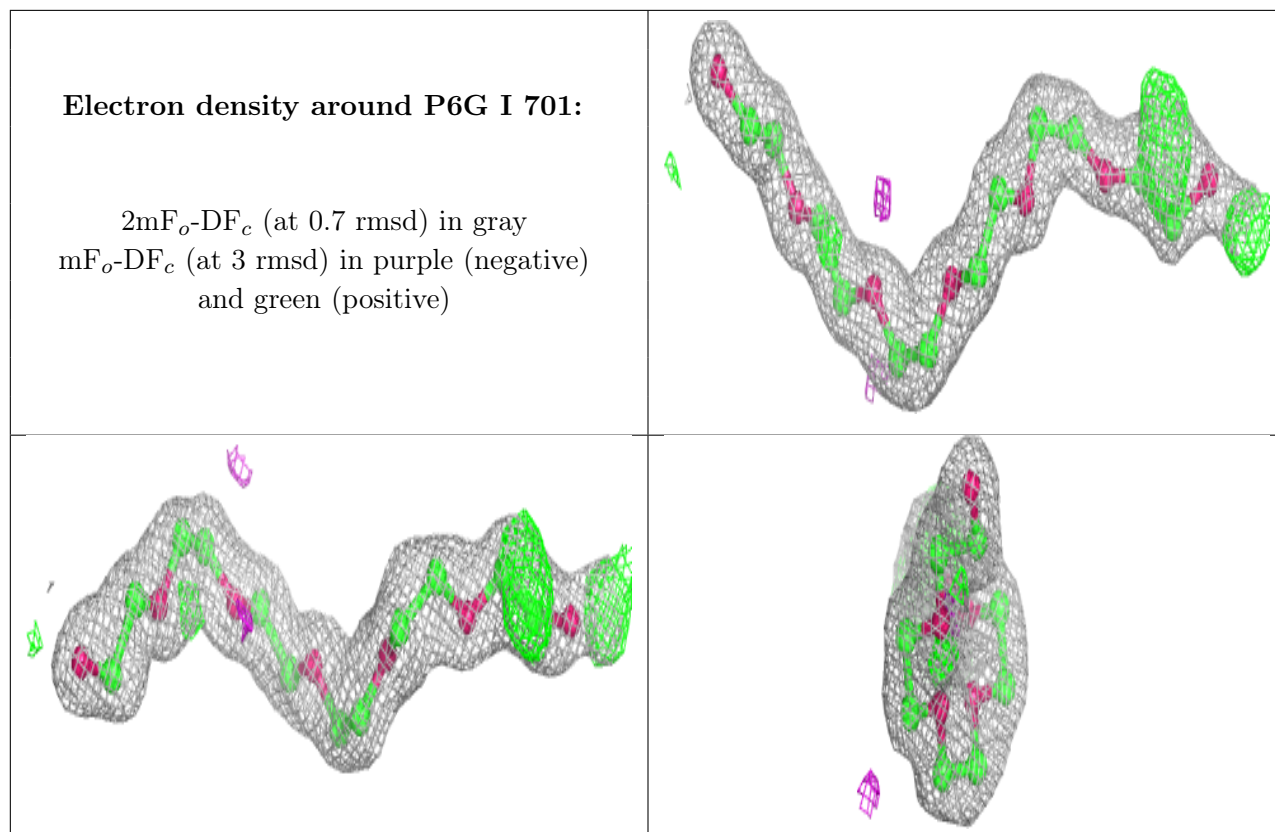 Electron density around P6G I 701:
2mFₒ-DF𝒸 (at 0.7 rmsd) in gray
mFₒ-DF𝒸 (at 3 rmsd) in purple (negative)
and green (positive)